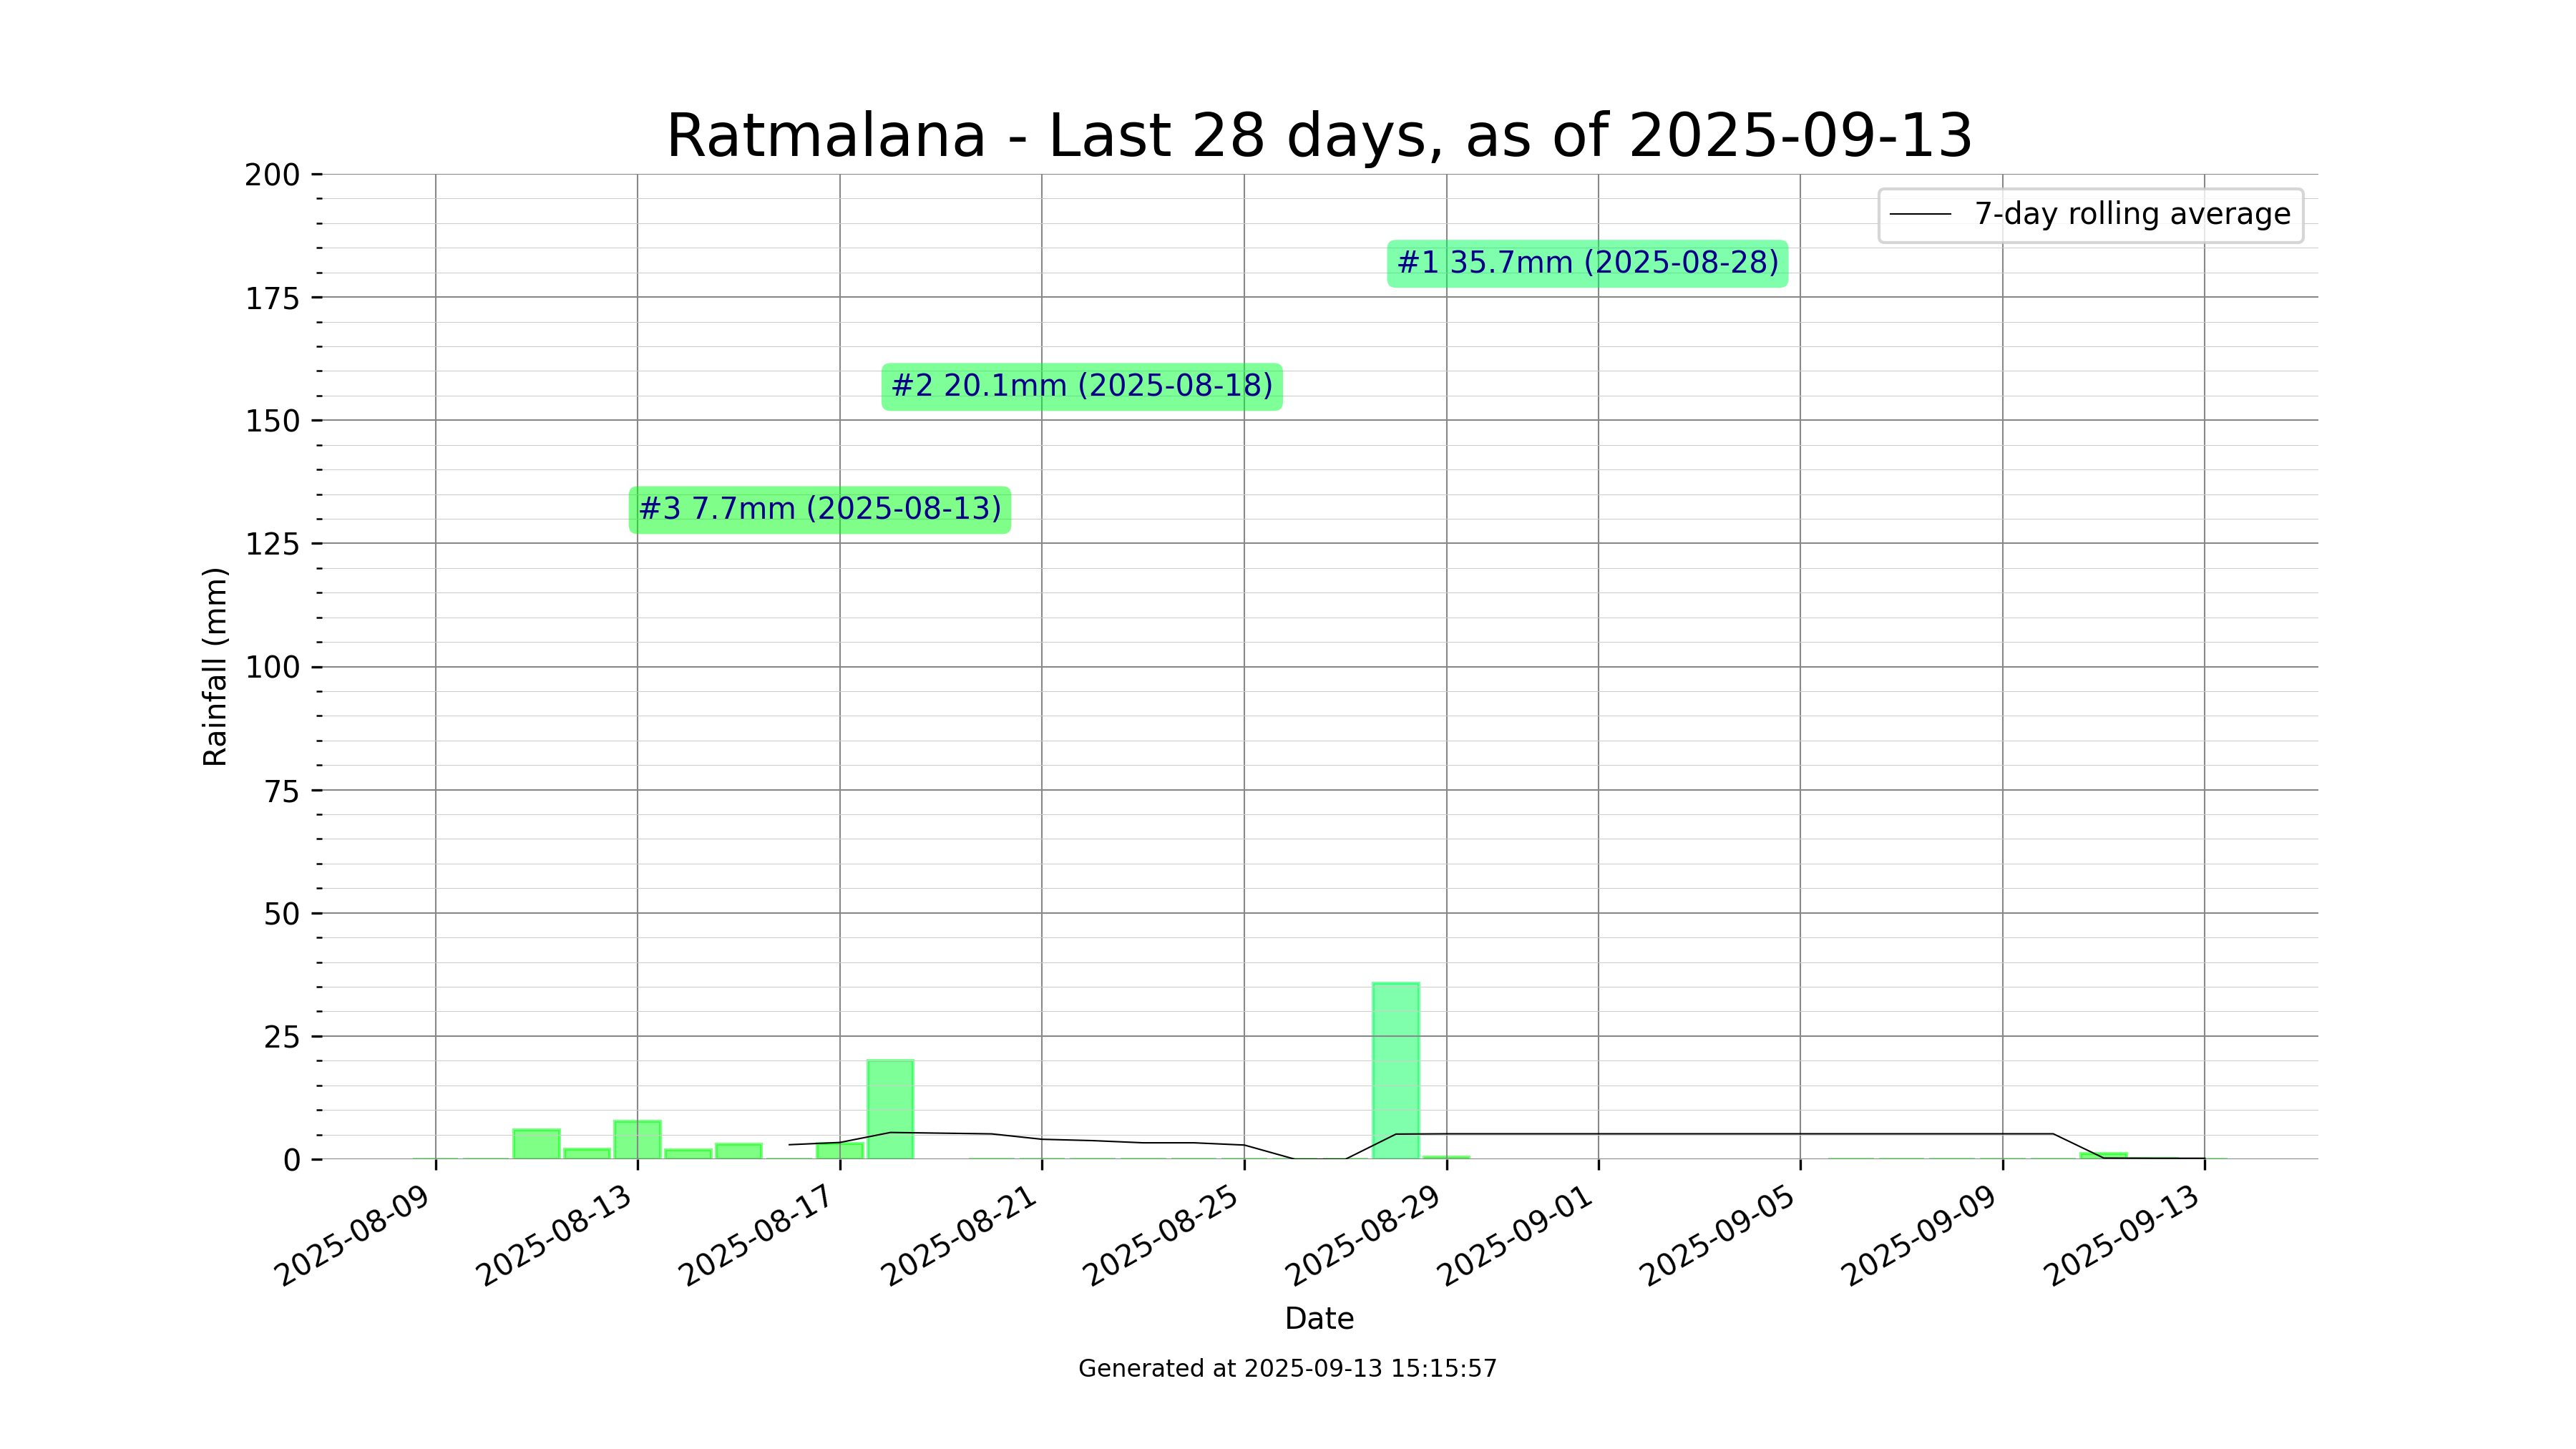 Ratmalana - Last 28 days, as of 2025-09-13
200
175
150
125
100
75
50
25
0
Rainfall (mm)
7-day rolling average
#1 35.7mm (2025-08-28)
#2 20.1mm (2025-08-18)
#3 7.7mm (2025-08-13)
2025-08-09
2025-08-13
2025-08-17
2025-08-21
2025-08-25
2025-08-29
2025-09-01
2025-09-05
2025-09-09
2025-09-13
Date
Generated at 2025-09-13 15:15:57